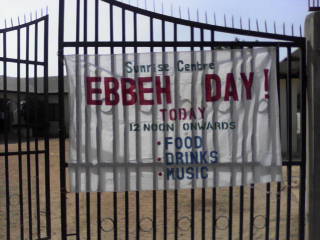 Sunrise Centre
EBBEH DAY!
TODAY
12 NOON ONWARDS
• FOOD
• DRINKS
• MUSIC